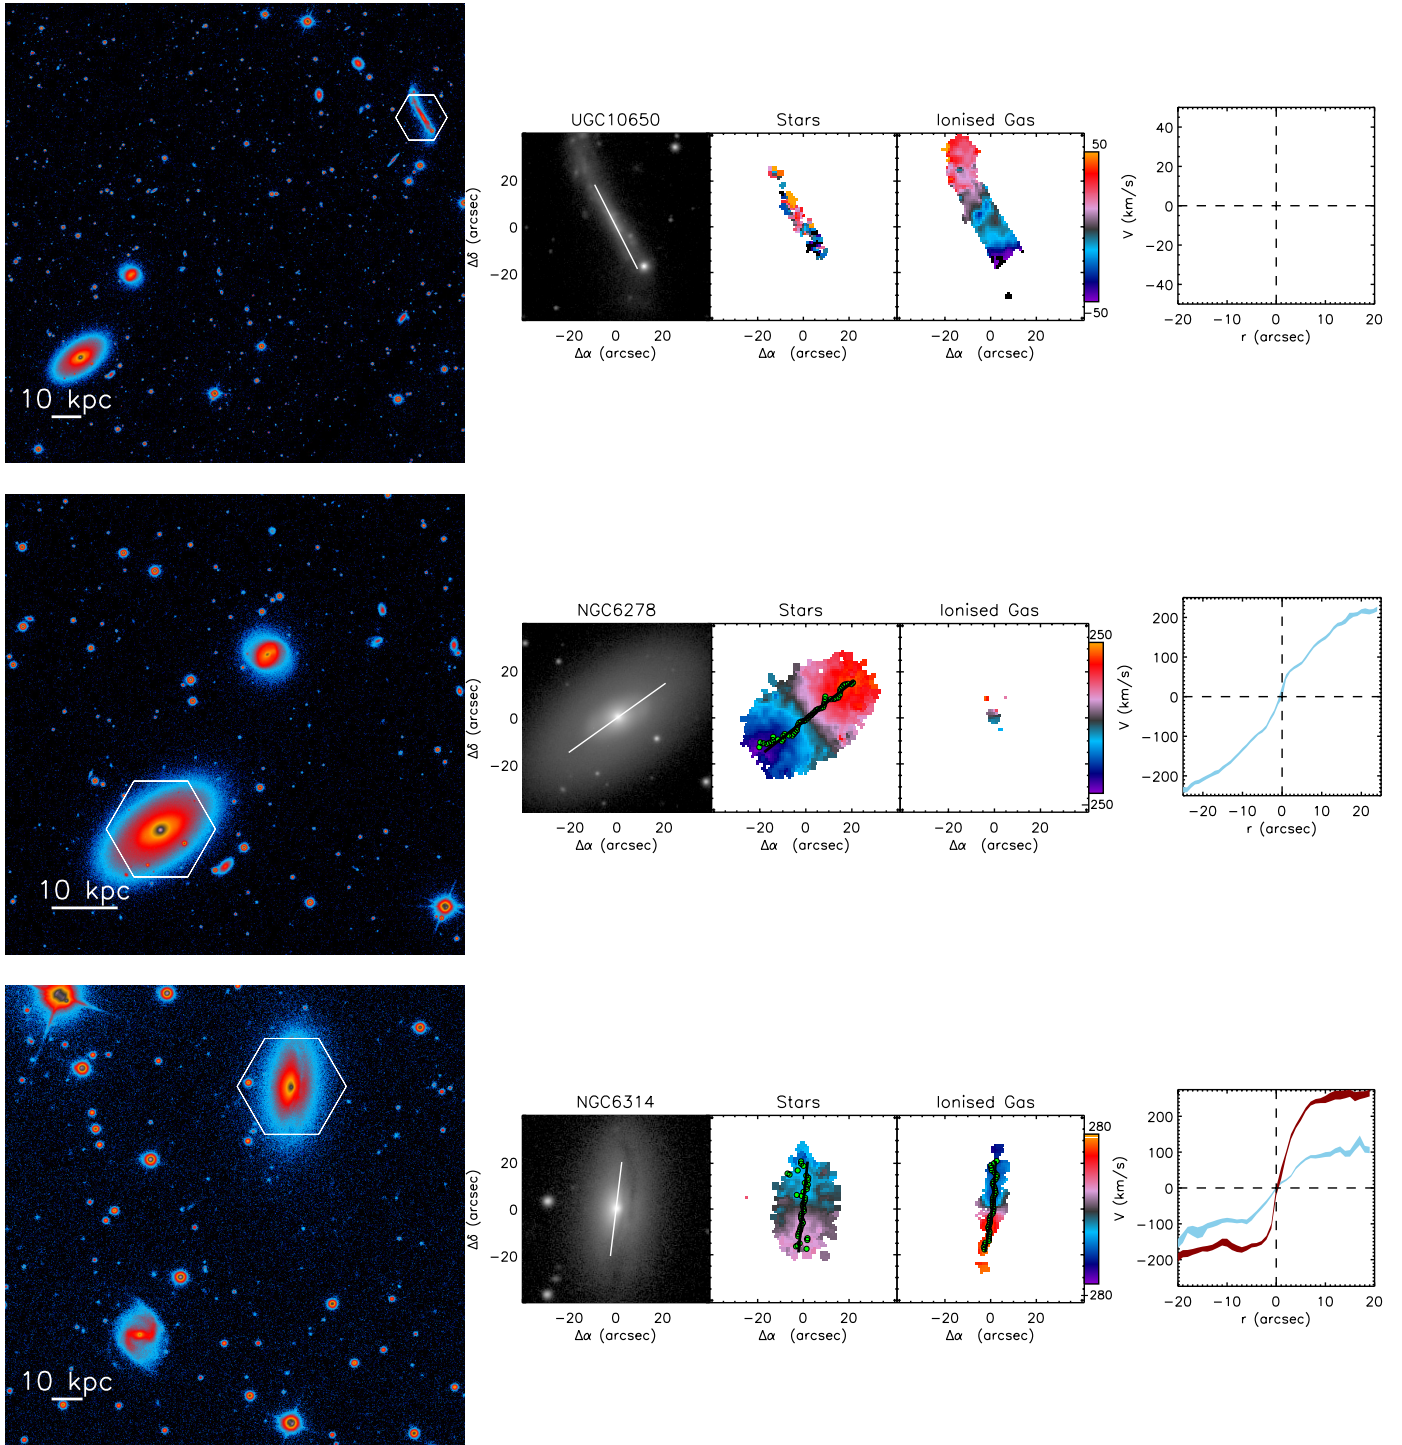 10 kpc
UGC10650
Stars
Ionised Gas
Δδ (arcsec)
20
0
−20
−20 0 20
−20 0 20
−20 0 20
Δα (arcsec)
Δα (arcsec)
Δα (arcsec)
50
−50
V (km/s)
40
20
0
−20
−40
−20 −10 0 10 20
r (arcsec)
10 kpc
NGC6278
Stars
Ionised Gas
Δδ (arcsec)
20
0
−20
−20 0 20
−20 0 20
−20 0 20
Δα (arcsec)
Δα (arcsec)
Δα (arcsec)
250
−250
V (km/s)
200
100
0
−100
−200
−20 −10 0 10 20
r (arcsec)
10 kpc
NGC6314
Stars
Ionised Gas
Δδ (arcsec)
20
0
−20
−20 0 20
−20 0 20
−20 0 20
Δα (arcsec)
Δα (arcsec)
Δα (arcsec)
280
−280
V (km/s)
200
100
0
−100
−200
−20 −10 0 10 20
r (arcsec)